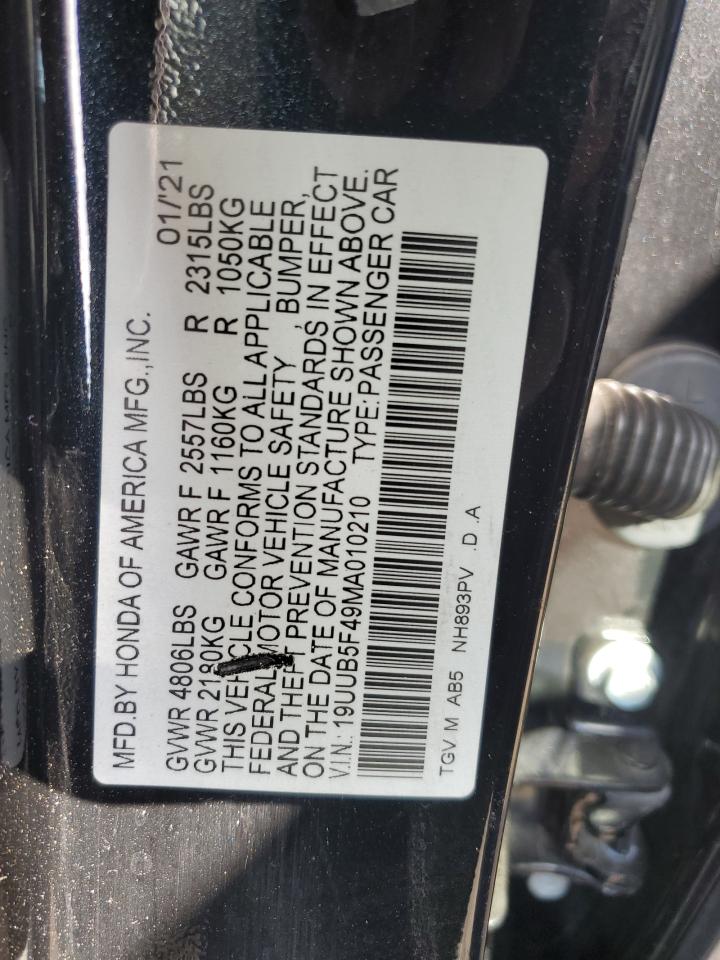 MFD.BY HONDA OF AMERICA MFG.,INC. 01/'21
GVWR 4806LBS GAWR F 2557LBS R 2315LBS
GVWR 2180KG GAWR F 1160KG R 1050KG
THIS VEHICLE CONFORMS TO ALL APPLICABLE
FEDERAL MOTOR VEHICLE SAFETY , BUMPER,
AND THEFT PREVENTION STANDARDS, IN EFFECT
ON THE DATE OF MANUFACTURE SHOWN ABOVE.
V.I.N.: 19UUB5F49MA010210 TYPE:PASSENGER CAR
TGV M AB5 NH893PV .D .A